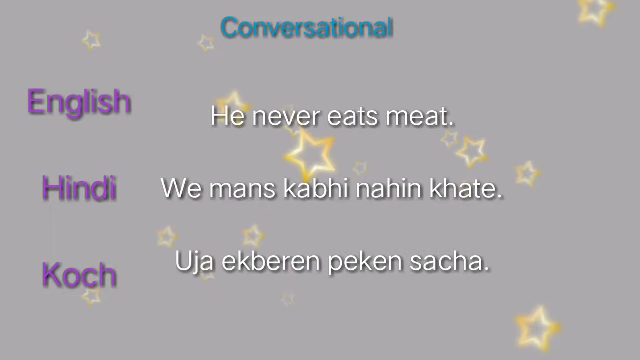 Conversational
English He never eats meat.
Hindi We mans kabhi nahin khate.
Koch Uja ekberen peken sacha.